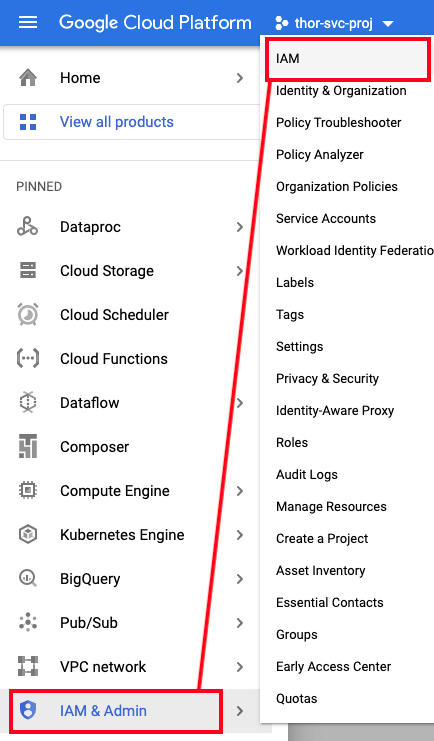 Google Cloud Platform
thor-svc-proj
Home
View all products
PINNED
Dataproc
Cloud Storage
Cloud Scheduler
Cloud Functions
Dataflow
Composer
Compute Engine
Kubernetes Engine
BigQuery
Pub/Sub
VPC network
IAM & Admin
IAM
Identity & Organization
Policy Troubleshooter
Policy Analyzer
Organization Policies
Service Accounts
Workload Identity Federatio
Labels
Tags
Settings
Privacy & Security
Identity-Aware Proxy
Roles
Audit Logs
Manage Resources
Create a Project
Asset Inventory
Essential Contacts
Groups
Early Access Center
Quotas